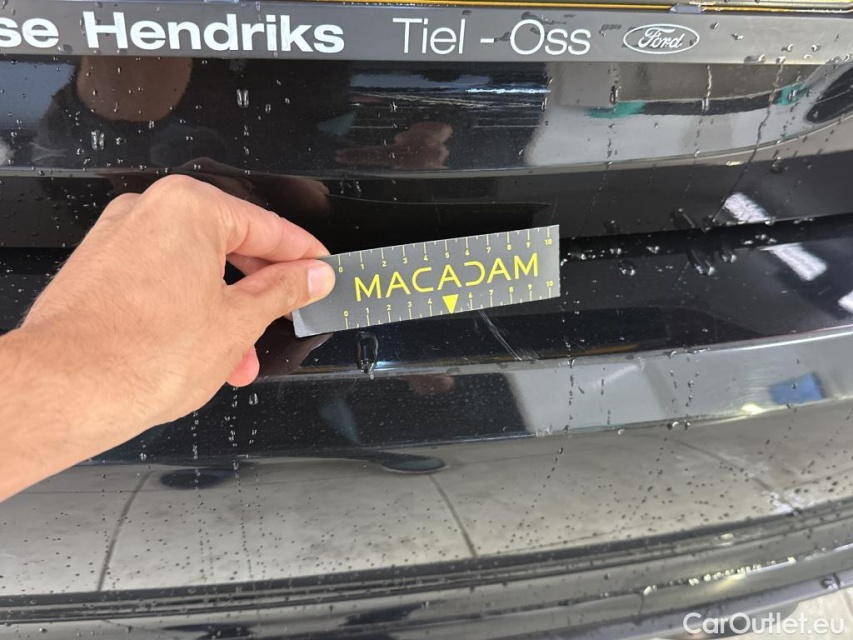 se Hendriks Tiel - Oss Ford
0 1 2 3 4 5 6 7 8 9 10
MACADAM
0 1 2 3 4 6 7 8 9 10
CarOutlet.eu